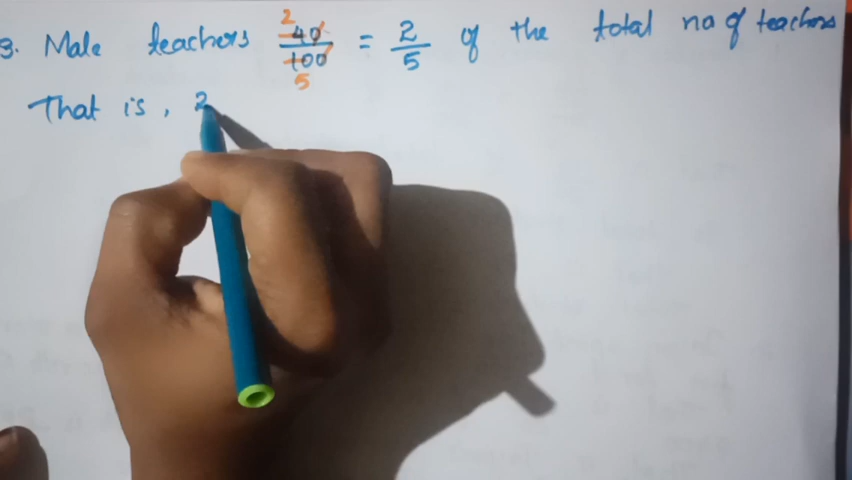 3. Male teachers 40/100 = 2/5 of the total no of teachers
2
5
That is, 2